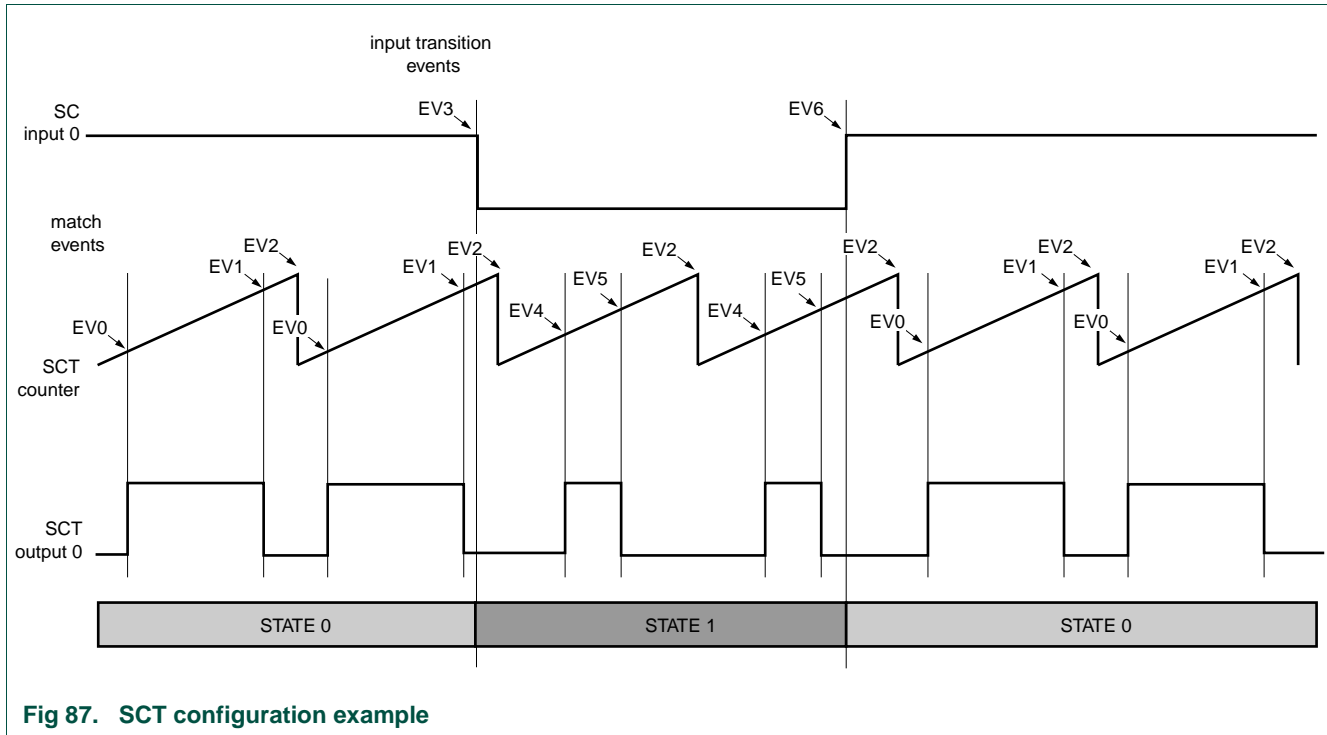 input transition
events
SC
input 0
EV3
EV6
match
events
EV2
EV1
EV0
EV0
EV1
EV2
EV4
EV5
EV2
EV4
EV5
EV2
EV0
EV1
EV2
EV0
EV1
EV2
SCT
counter
SCT
output 0
STATE 0
STATE 1
STATE 0
Fig 87. SCT configuration example